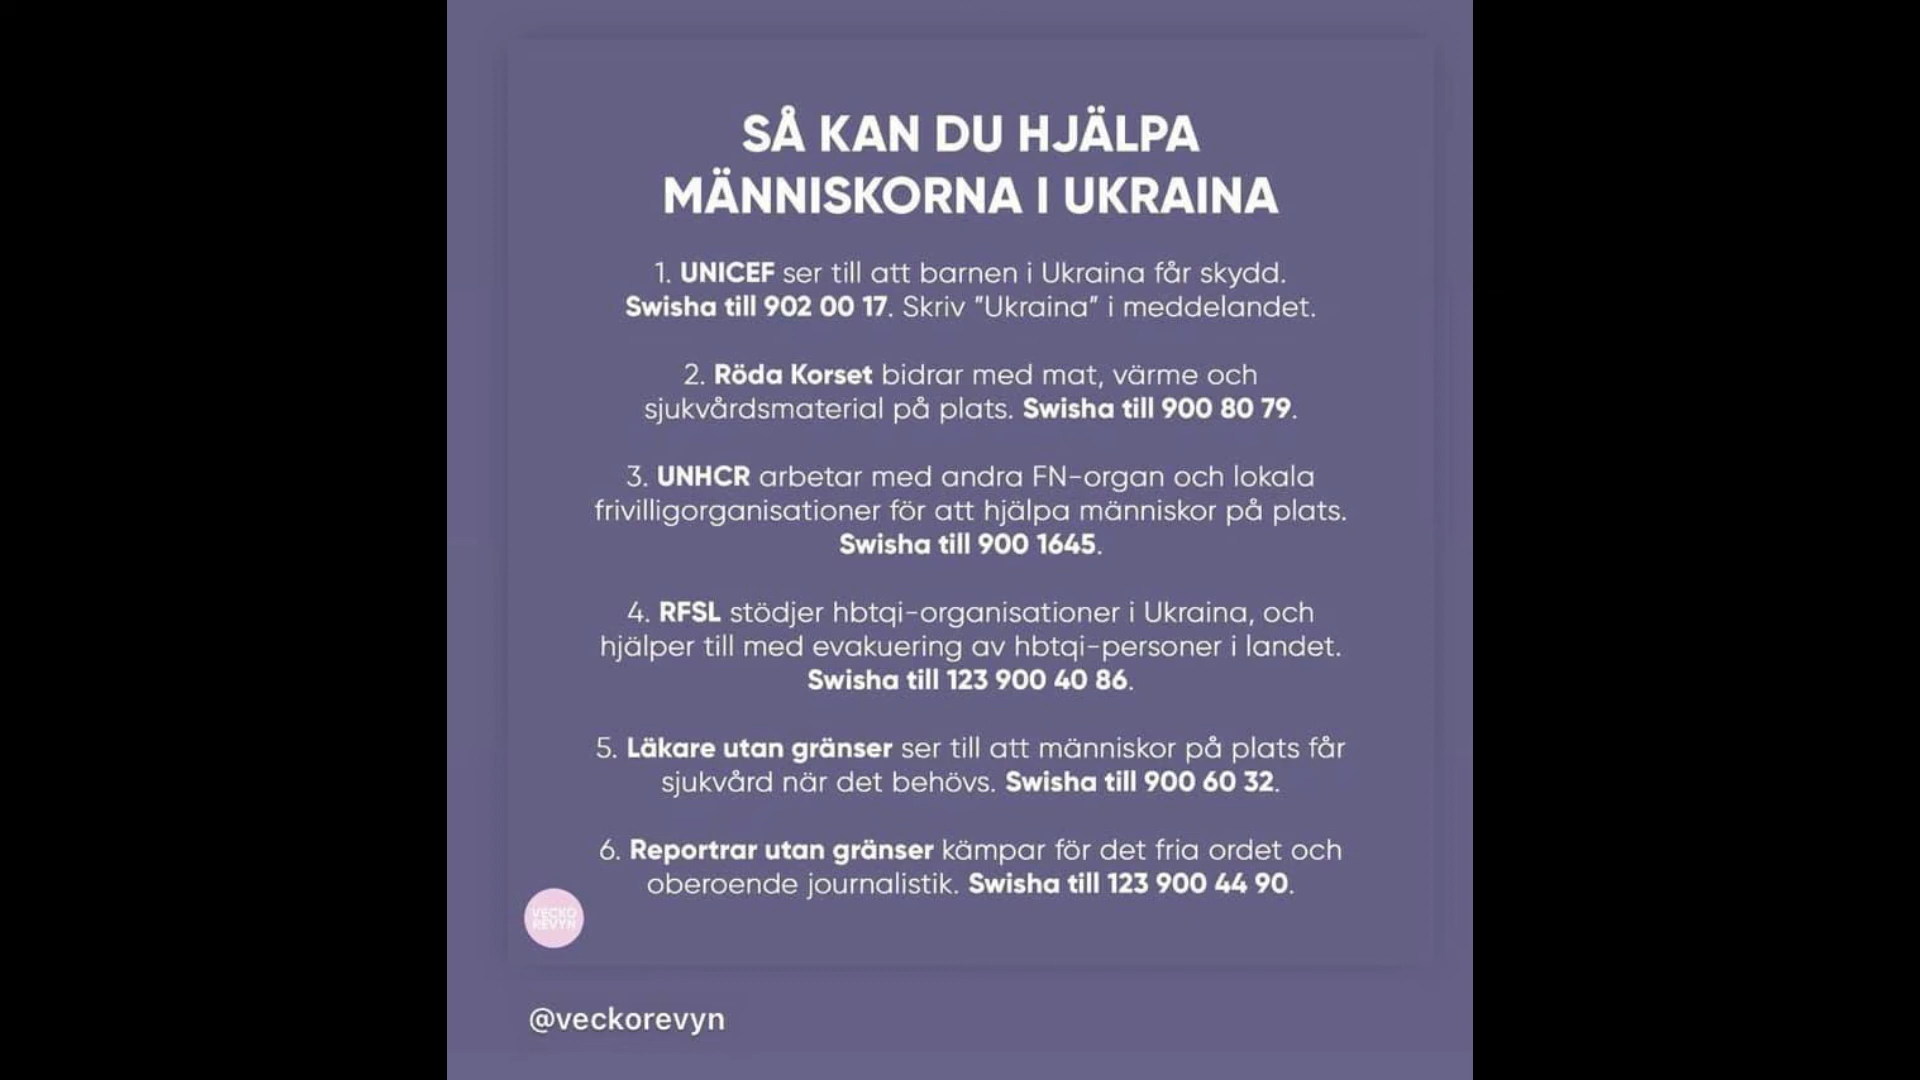 SÅ KAN DU HJÄLPA
MÄNNISKORNA I UKRAINA
1. UNICEF ser till att barnen i Ukraina får skydd.
Swisha till 902 00 17. Skriv ”Ukraina” i meddelandet.
2. Röda Korset bidrar med mat, värme och
sjukvårdsmaterial på plats. Swisha till 900 80 79.
3. UNHCR arbetar med andra FN-organ och lokala
frivilligorganisationer för att hjälpa människor på plats.
Swisha till 900 1645.
4. RFSL stödjer hbtqi-organisationer i Ukraina, och
hjälper till med evakuering av hbtqi-personer i landet.
Swisha till 123 900 40 86.
5. Läkare utan gränser ser till att människor på plats får
sjukvård när det behövs. Swisha till 900 60 32.
6. Reportrar utan gränser kämpar för det fria ordet och
oberoende journalistik. Swisha till 123 900 44 90.
VECKO
REVYN
@veckorevyn